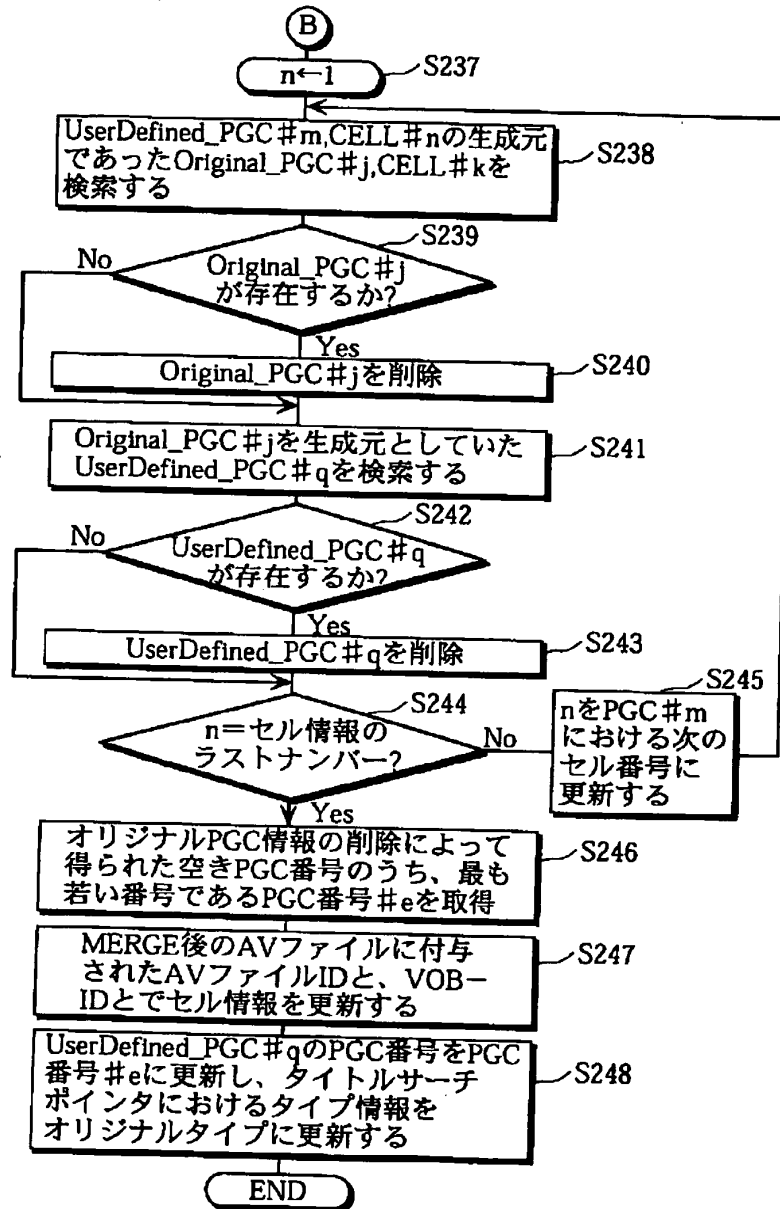 B
n←1
S237
UserDefined_PGC＃m,CELL＃nの生成元
であったOriginal_PGC＃j,CELL＃kを
検索する
S238
S239
No
Original_PGC＃j
が存在するか?
Yes
Original_PGC＃jを削除
S240
Original_PGC＃jを生成元としていた
UserDefined_PGC＃qを検索する
S241
S242
No
UserDefined_PGC＃q
が存在するか?
Yes
UserDefined_PGC＃qを削除
S243
S244
n＝セル情報の
ラストナンバー?
No
S245
nをPGC＃m
における次の
セル番号に
更新する
Yes
オリジナルPGC情報の削除によって
得られた空きPGC番号のうち、最も
若い番号であるPGC番号＃eを取得
S246
MERGE後のAVファイルに付与
されたAVファイルIDと、VOB－
IDとでセル情報を更新する
S247
UserDefined_PGC＃qのPGC番号をPGC
番号＃eに更新し、タイトルサーチ
ポインタにおけるタイプ情報を
オリジナルタイプに更新する
S248
END